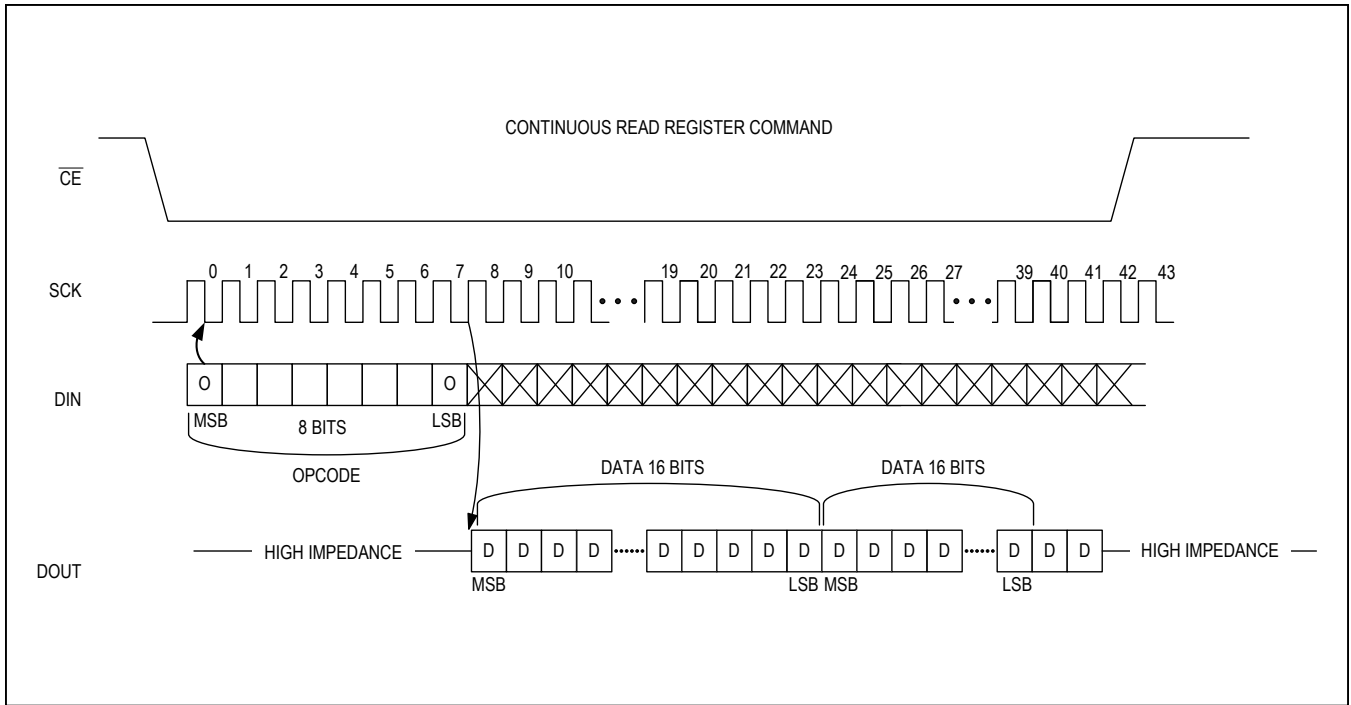 CONTINUOUS READ REGISTER COMMAND
CE
SCK
0 1 2 3 4 5 6 7 8 9 10 19 20 21 22 23 24 25 26 27 39 40 41 42 43
DIN
O O
MSB 8 BITS LSB
OPCODE
DATA 16 BITS DATA 16 BITS
DOUT
HIGH IMPEDANCE D D D D D D D D D D D D D D D D HIGH IMPEDANCE
MSB LSB MSB LSB